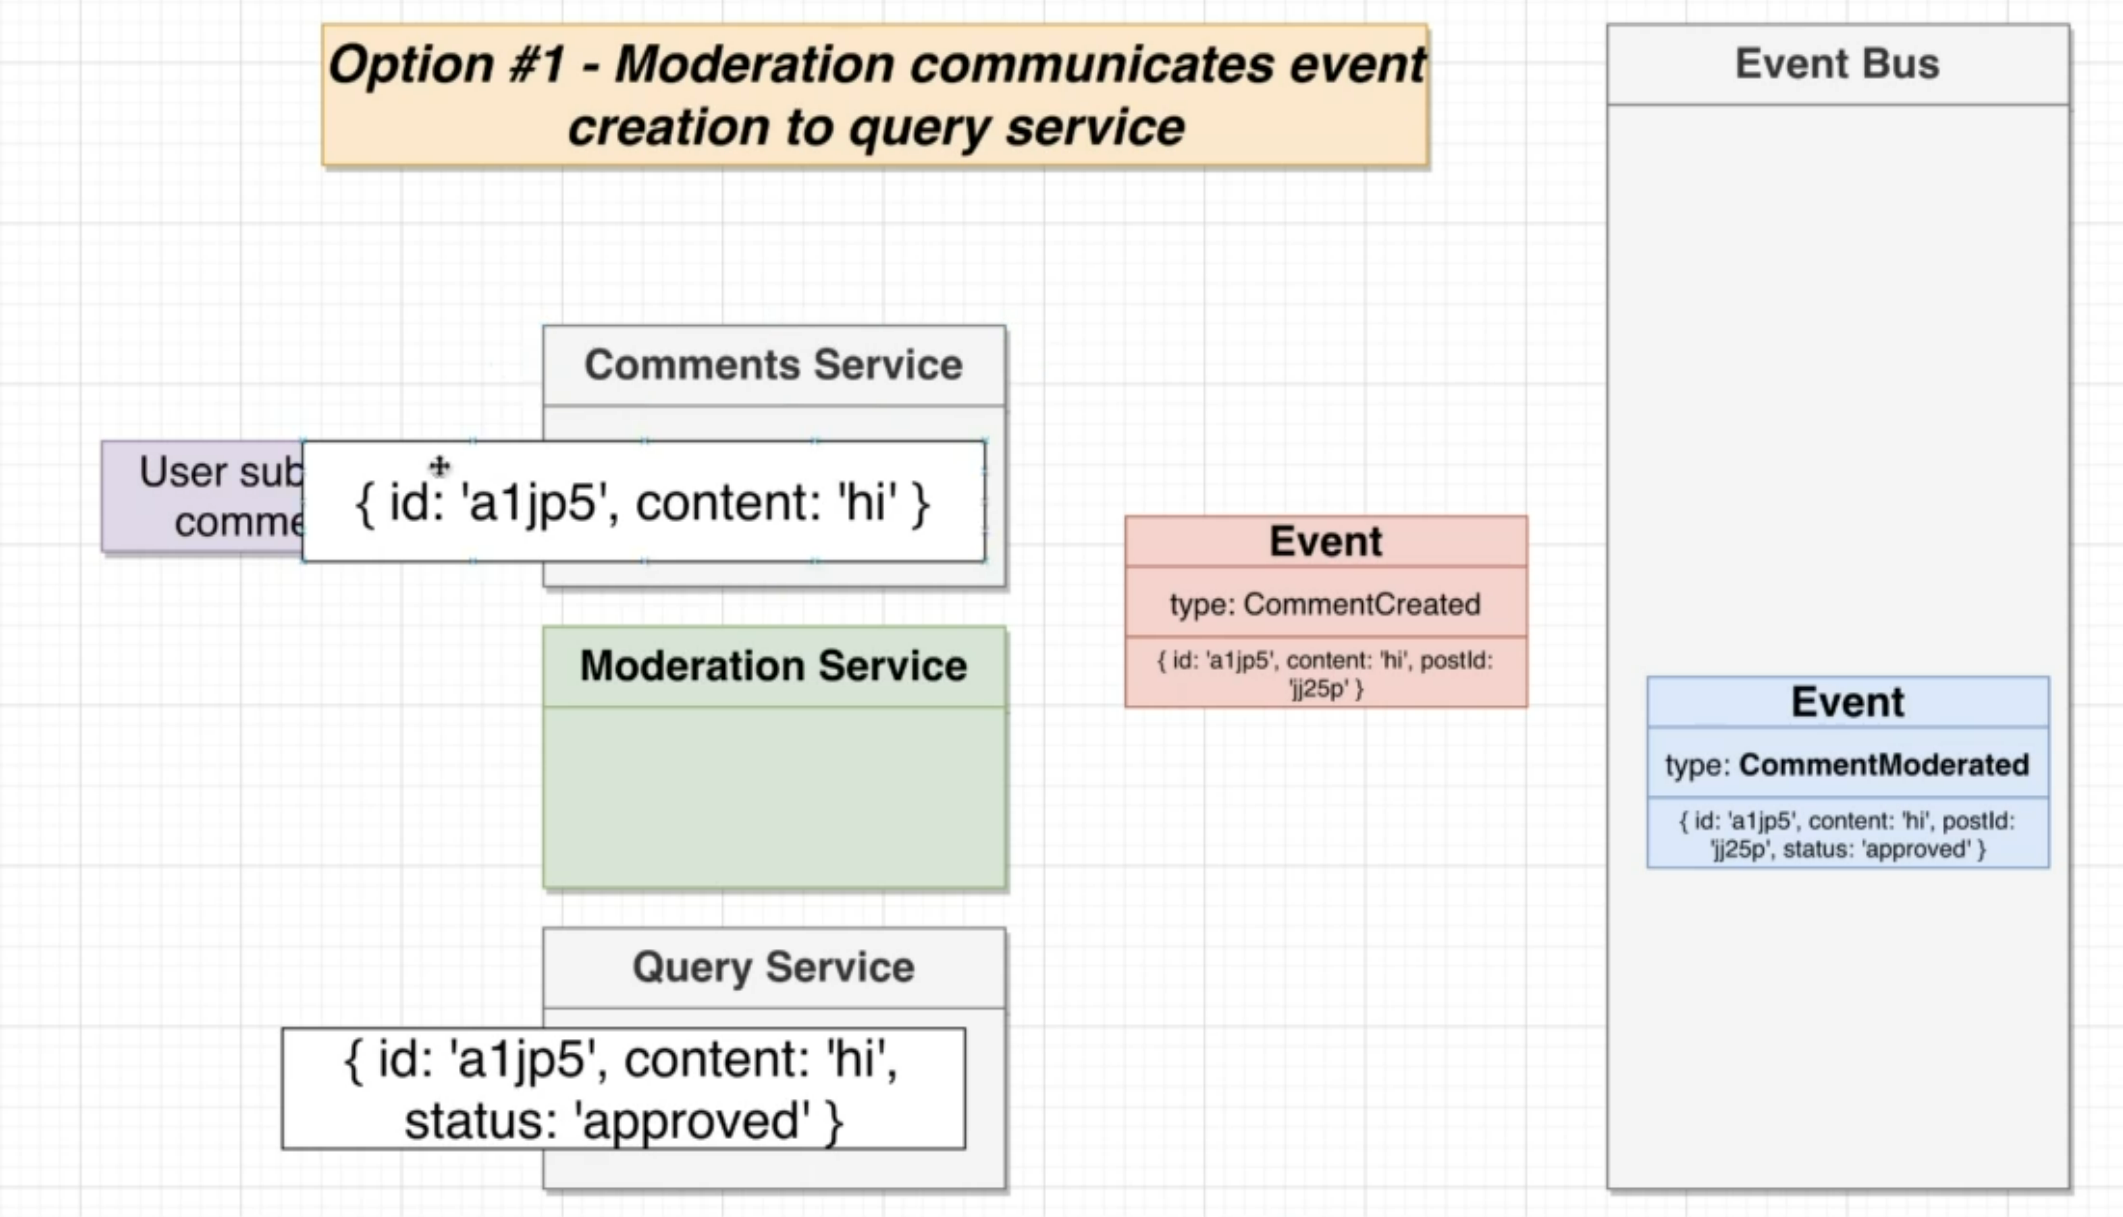 Option #1 - Moderation communicates event
creation to query service
Event Bus
Comments Service
User sub
comme
{ id: 'a1jp5', content: 'hi' }
Event
type: CommentCreated
{ id: 'a1jp5', content: 'hi', postId:
'jj25p' }
Moderation Service
Event
type: CommentModerated
{ id: 'a1jp5', content: 'hi', postId:
'jj25p', status: 'approved' }
Query Service
{ id: 'a1jp5', content: 'hi',
status: 'approved' }